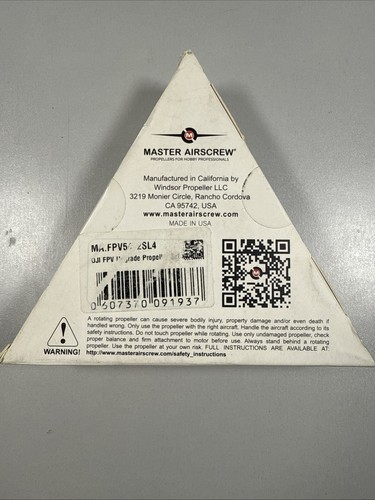 M
MASTER AIRSCREW®
PROPELLERS FOR HOBBY PROFESSIONALS
Manufactured in California by
Windsor Propeller LLC
3219 Monier Circle, Rancho Cordova
CA 95742, USA
www.masterairscrew.com
MADE IN USA
DJI FPV
0 607370 091937
A rotating propeller can cause severe bodily injury, property damage and/or even death if
handled wrong. Only use the propeller with the right aircraft. Handle the aircraft according to its
safety instructions. Do not touch propeller while rotating. Use only undamaged propeller, check
proper balance and firm attachment to motor before use. Always stand behind a rotating
propeller. Use the propeller at your own risk. FULL INSTRUCTIONS ARE AVAILABLE AT:
WARNING! http://www.masterairscrew.com/safety_instructions